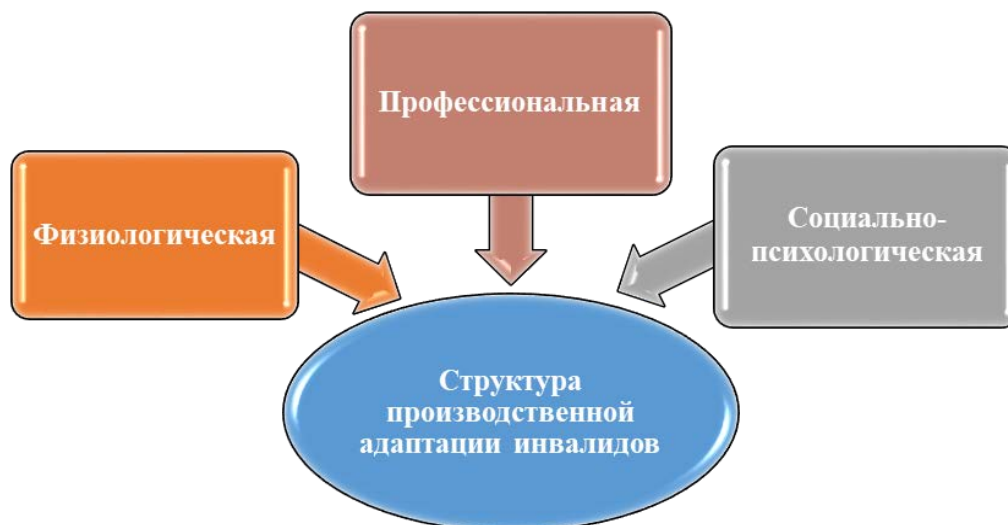 Профессиональная
Физиологическая
Социально-
психологическая
Структура
производственной
адаптации инвалидов